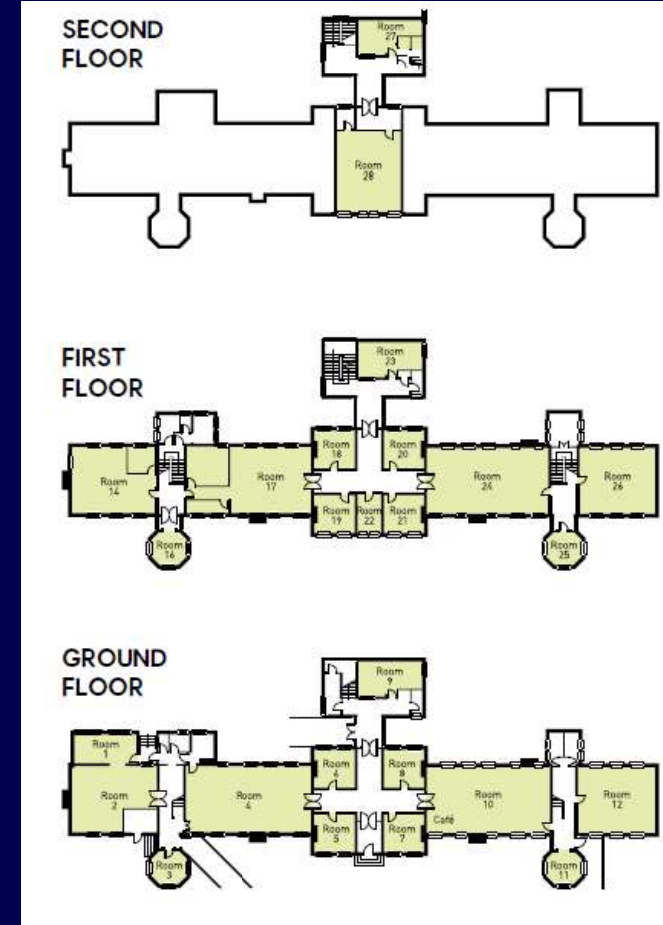 SECOND
FLOOR
Room
27
Room
28
FIRST
FLOOR
Room
23
Room
18
Room
20
Room
14
Room
17
Room
24
Room
26
Room
19
Room
22
Room
21
Room
16
Room
25
GROUND
FLOOR
Room
9
Room
1
Room
6
Room
8
Room
2
Room
4
Room
10
Room
12
Café
Room
5
Room
7
Room
3
Room
11